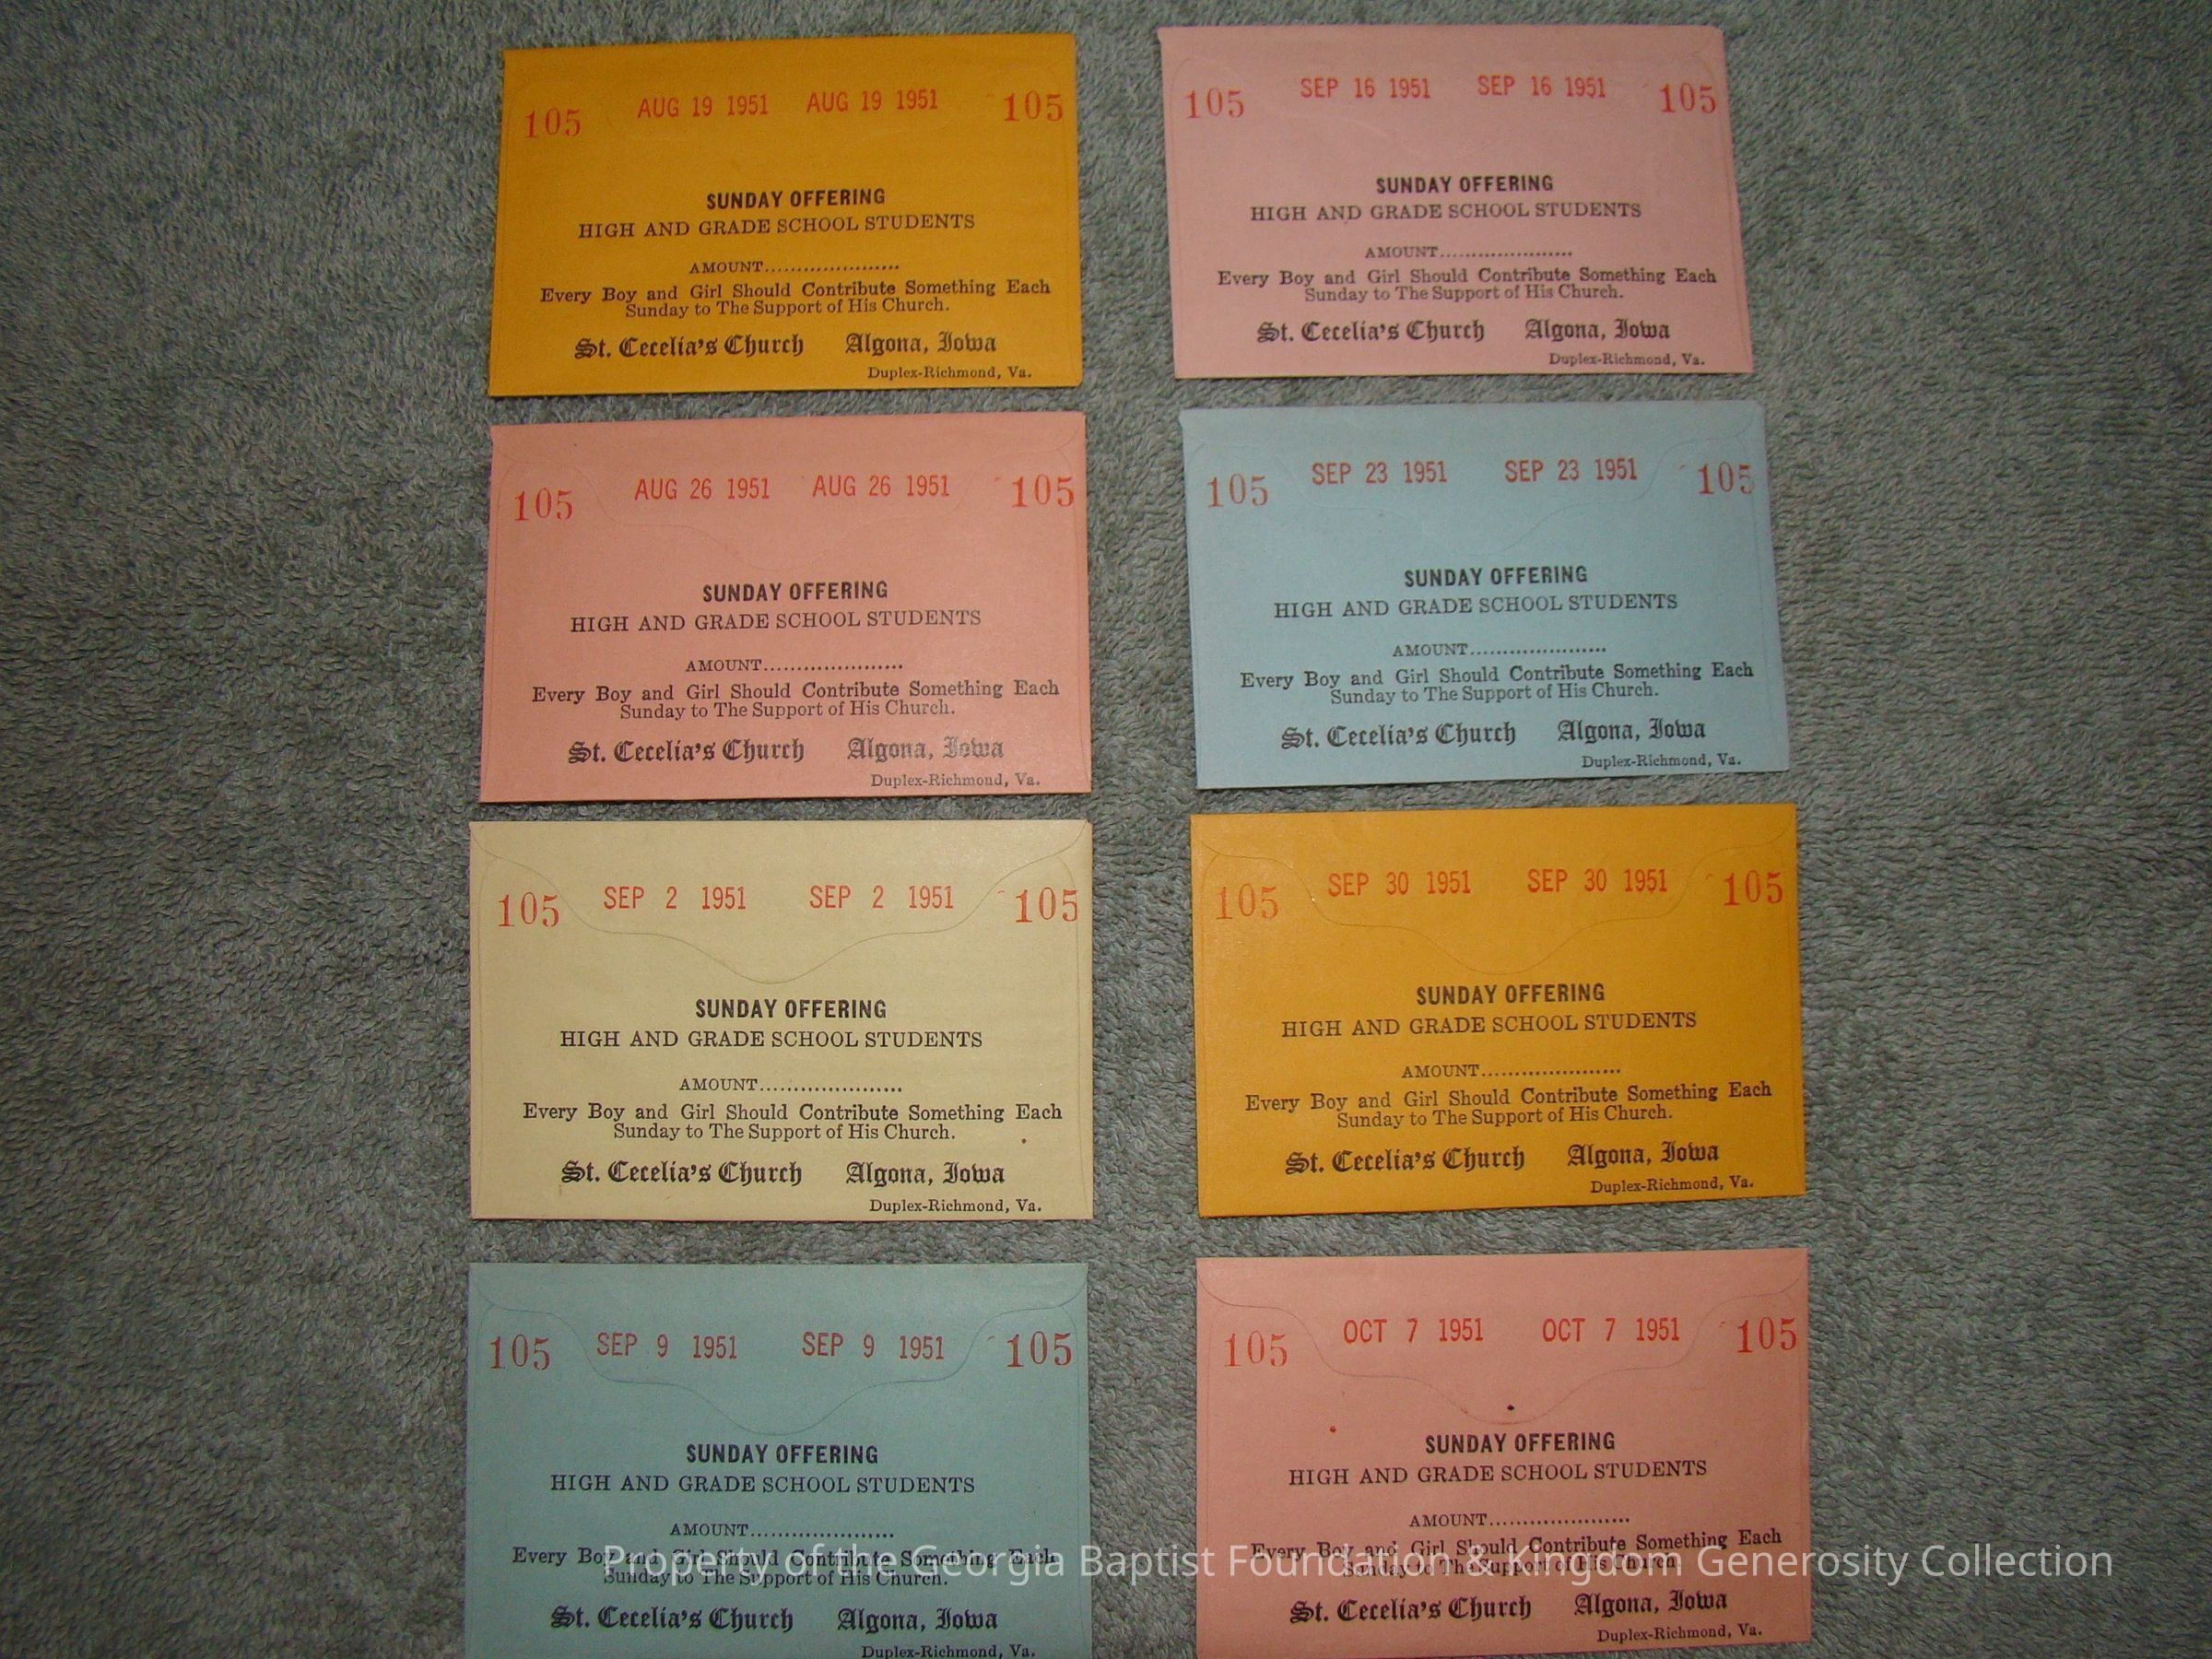 105 AUG 19 1951 AUG 19 1951 105
SUNDAY OFFERING
HIGH AND GRADE SCHOOL STUDENTS
AMOUNT......................
Every Boy and Girl Should Contribute Something Each
Sunday to The Support of His Church.
St. Cecelia's Church Algona, Iowa
Duplex-Richmond, Va.
105 AUG 26 1951 AUG 26 1951 105
SUNDAY OFFERING
HIGH AND GRADE SCHOOL STUDENTS
AMOUNT......................
Every Boy and Girl Should Contribute Something Each
Sunday to The Support of His Church.
St. Cecelia's Church Algona, Iowa
Duplex-Richmond, Va.
105 SEP 2 1951 SEP 2 1951 105
SUNDAY OFFERING
HIGH AND GRADE SCHOOL STUDENTS
AMOUNT......................
Every Boy and Girl Should Contribute Something Each
Sunday to The Support of His Church.
St. Cecelia's Church Algona, Iowa
Duplex-Richmond, Va.
105 SEP 9 1951 SEP 9 1951 105
SUNDAY OFFERING
HIGH AND GRADE SCHOOL STUDENTS
AMOUNT......................
Every Boy and Girl Should Contribute Something Each
Sunday to The Support of His Church.
St. Cecelia's Church Algona, Iowa
Duplex-Richmond, Va.
105 SEP 16 1951 SEP 16 1951 105
SUNDAY OFFERING
HIGH AND GRADE SCHOOL STUDENTS
AMOUNT......................
Every Boy and Girl Should Contribute Something Each
Sunday to The Support of His Church.
St. Cecelia's Church Algona, Iowa
Duplex-Richmond, Va.
105 SEP 23 1951 SEP 23 1951 105
SUNDAY OFFERING
HIGH AND GRADE SCHOOL STUDENTS
AMOUNT......................
Every Boy and Girl Should Contribute Something Each
Sunday to The Support of His Church.
St. Cecelia's Church Algona, Iowa
Duplex-Richmond, Va.
105 SEP 30 1951 SEP 30 1951 105
SUNDAY OFFERING
HIGH AND GRADE SCHOOL STUDENTS
AMOUNT......................
Every Boy and Girl Should Contribute Something Each
Sunday to The Support of His Church.
St. Cecelia's Church Algona, Iowa
Duplex-Richmond, Va.
105 OCT 7 1951 OCT 7 1951 105
SUNDAY OFFERING
HIGH AND GRADE SCHOOL STUDENTS
AMOUNT......................
Every Boy and Girl Should Contribute Something Each
Sunday to The Support of His Church.
St. Cecelia's Church Algona, Iowa
Duplex-Richmond, Va.
Property of the Georgia Baptist Foundation & Kingdom Generosity Collection